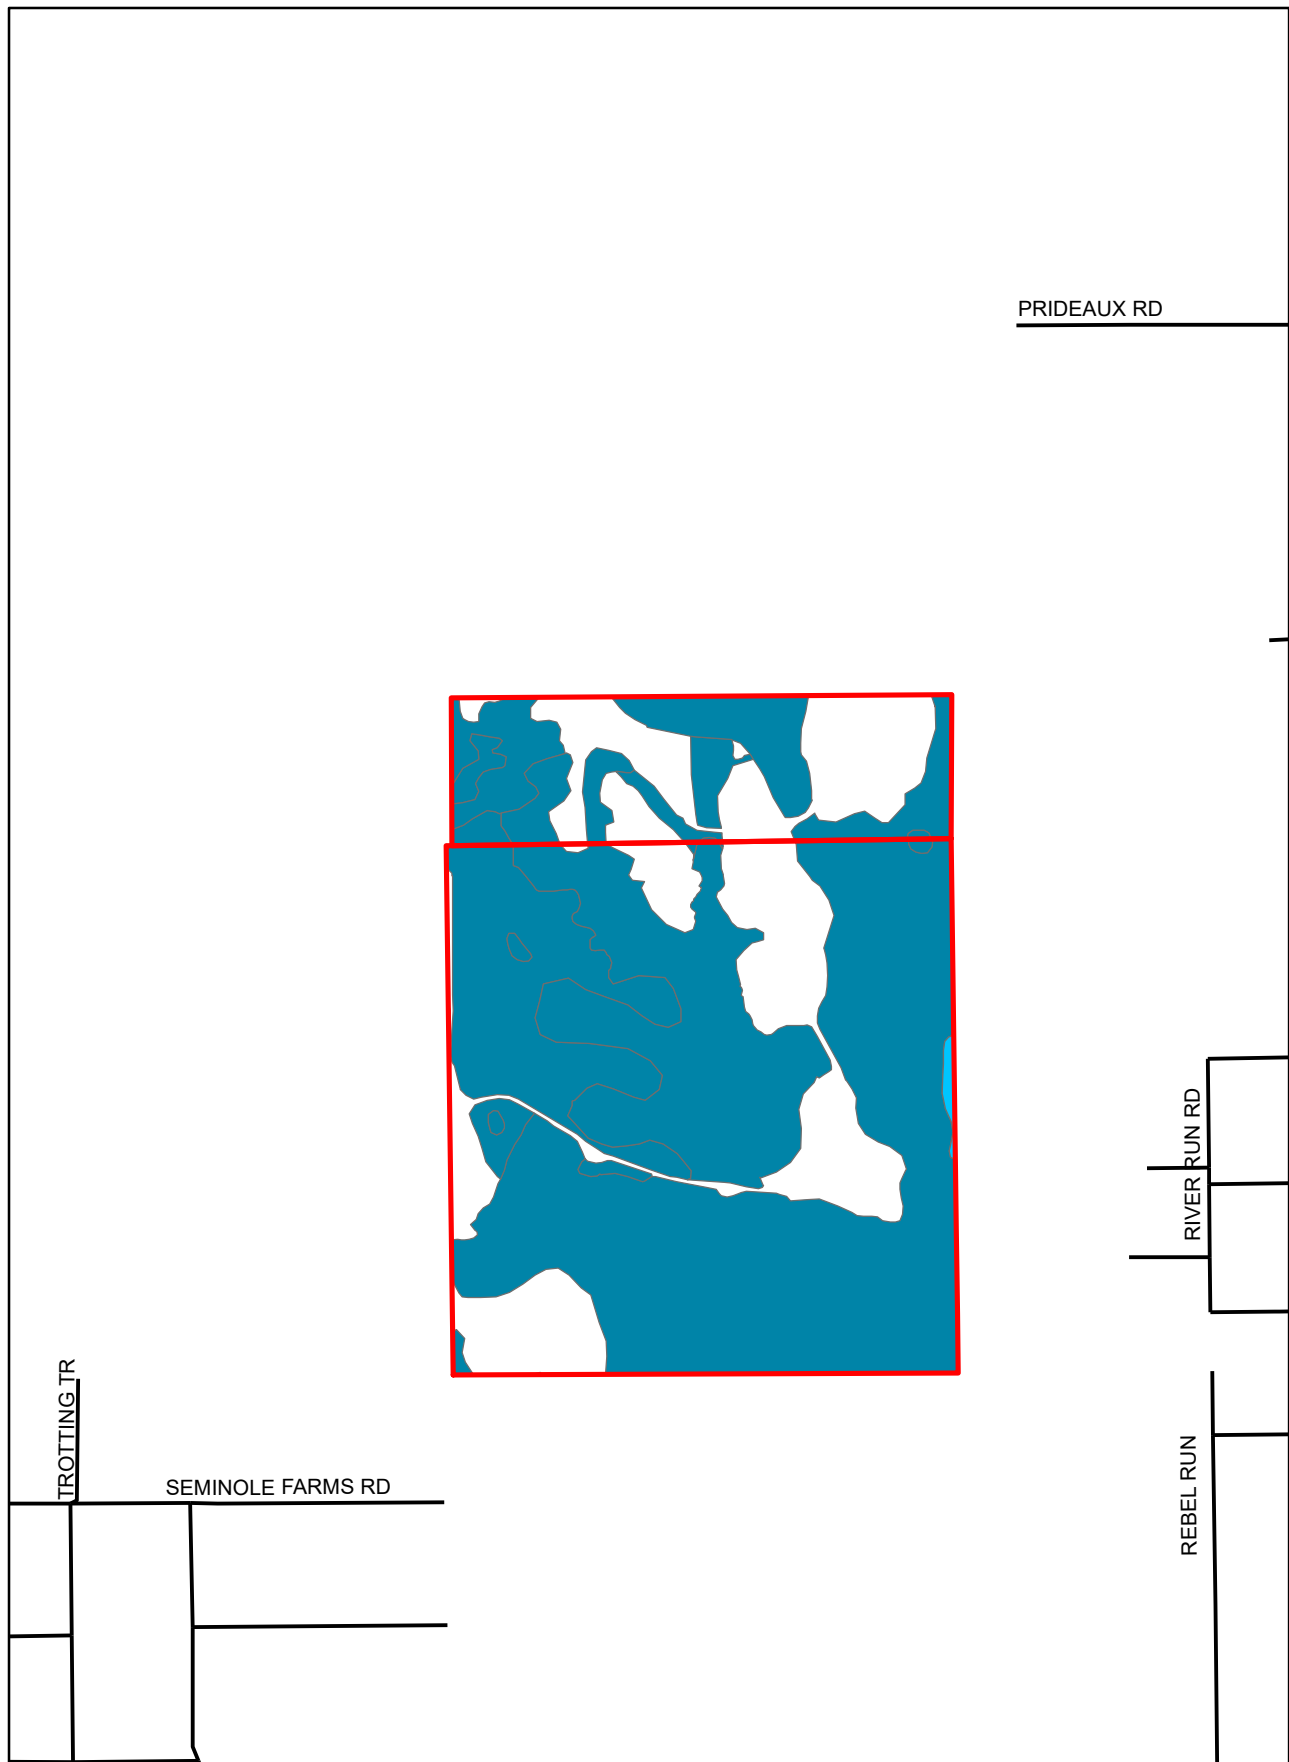 PRIDEAUX RD
RIVER RUN RD
TROTTING TR
SEMINOLE FARMS RD
REBEL RUN